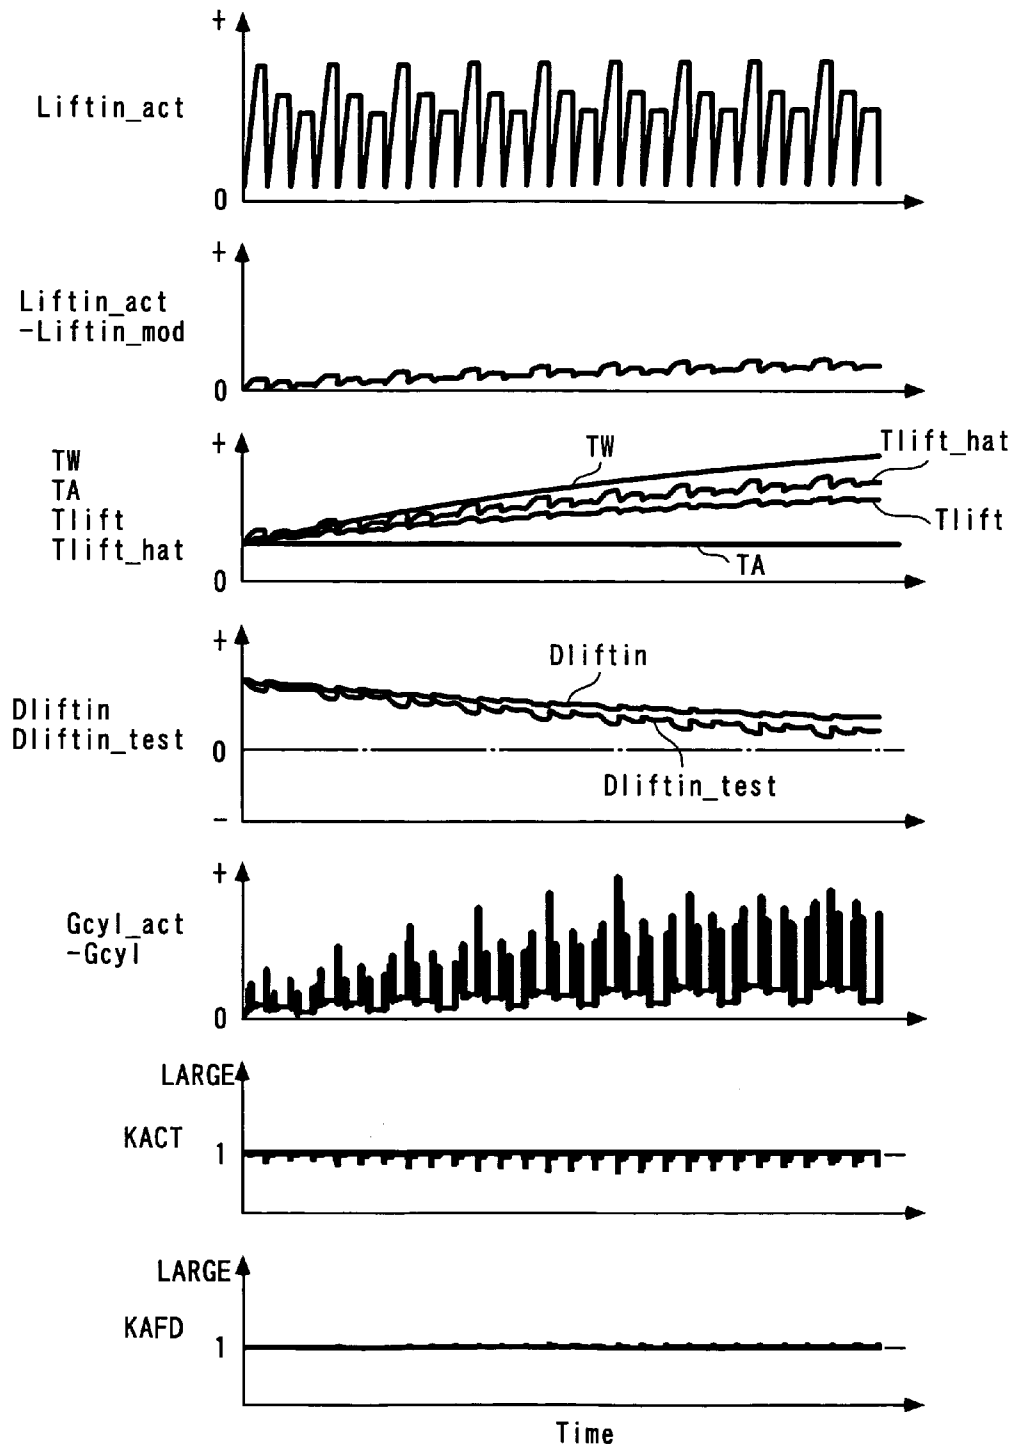 +
Liftin_act
0
+
Liftin_act
-Liftin_mod
0
+
TW
Tlift_hat
TW
TA
Tlift
Tlift_hat
Tlift
TA
0
+
Dliftin
Dliftin
Dliftin_test
0
Dliftin_test
-
+
Gcyl_act
-Gcyl
0
LARGE
KACT
1
LARGE
KAFD
1
Time